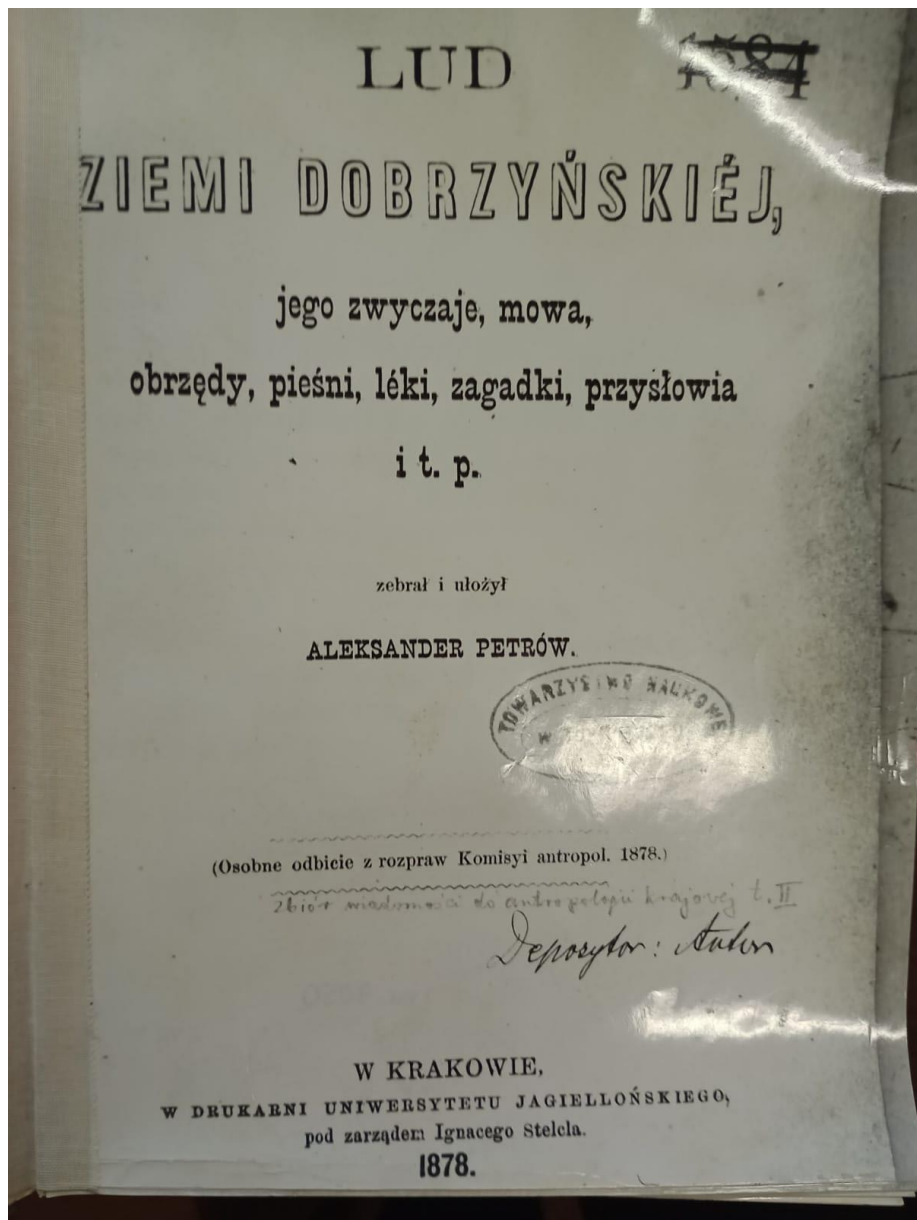 LUD
1584
ZIEMI DOBRZYŃSKIÉJ,
jego zwyczaje, mowa,
obrzędy, pieśni, léki, zagadki, przysłowia
i t. p.
zebrał i ułożył
ALEKSANDER PETRÓW.
TOWARZYSTWO NAUKOWE
(Osobne odbicie z rozpraw Komisyi antropol. 1878.)
Zbiór wiadomości do antropologii krajowej t. II
Depozytor: Autor
W KRAKOWIE,
W DRUKARNI UNIWERSYTETU JAGIELLOŃSKIEGO,
pod zarządem Ignacego Stelcla.
1878.